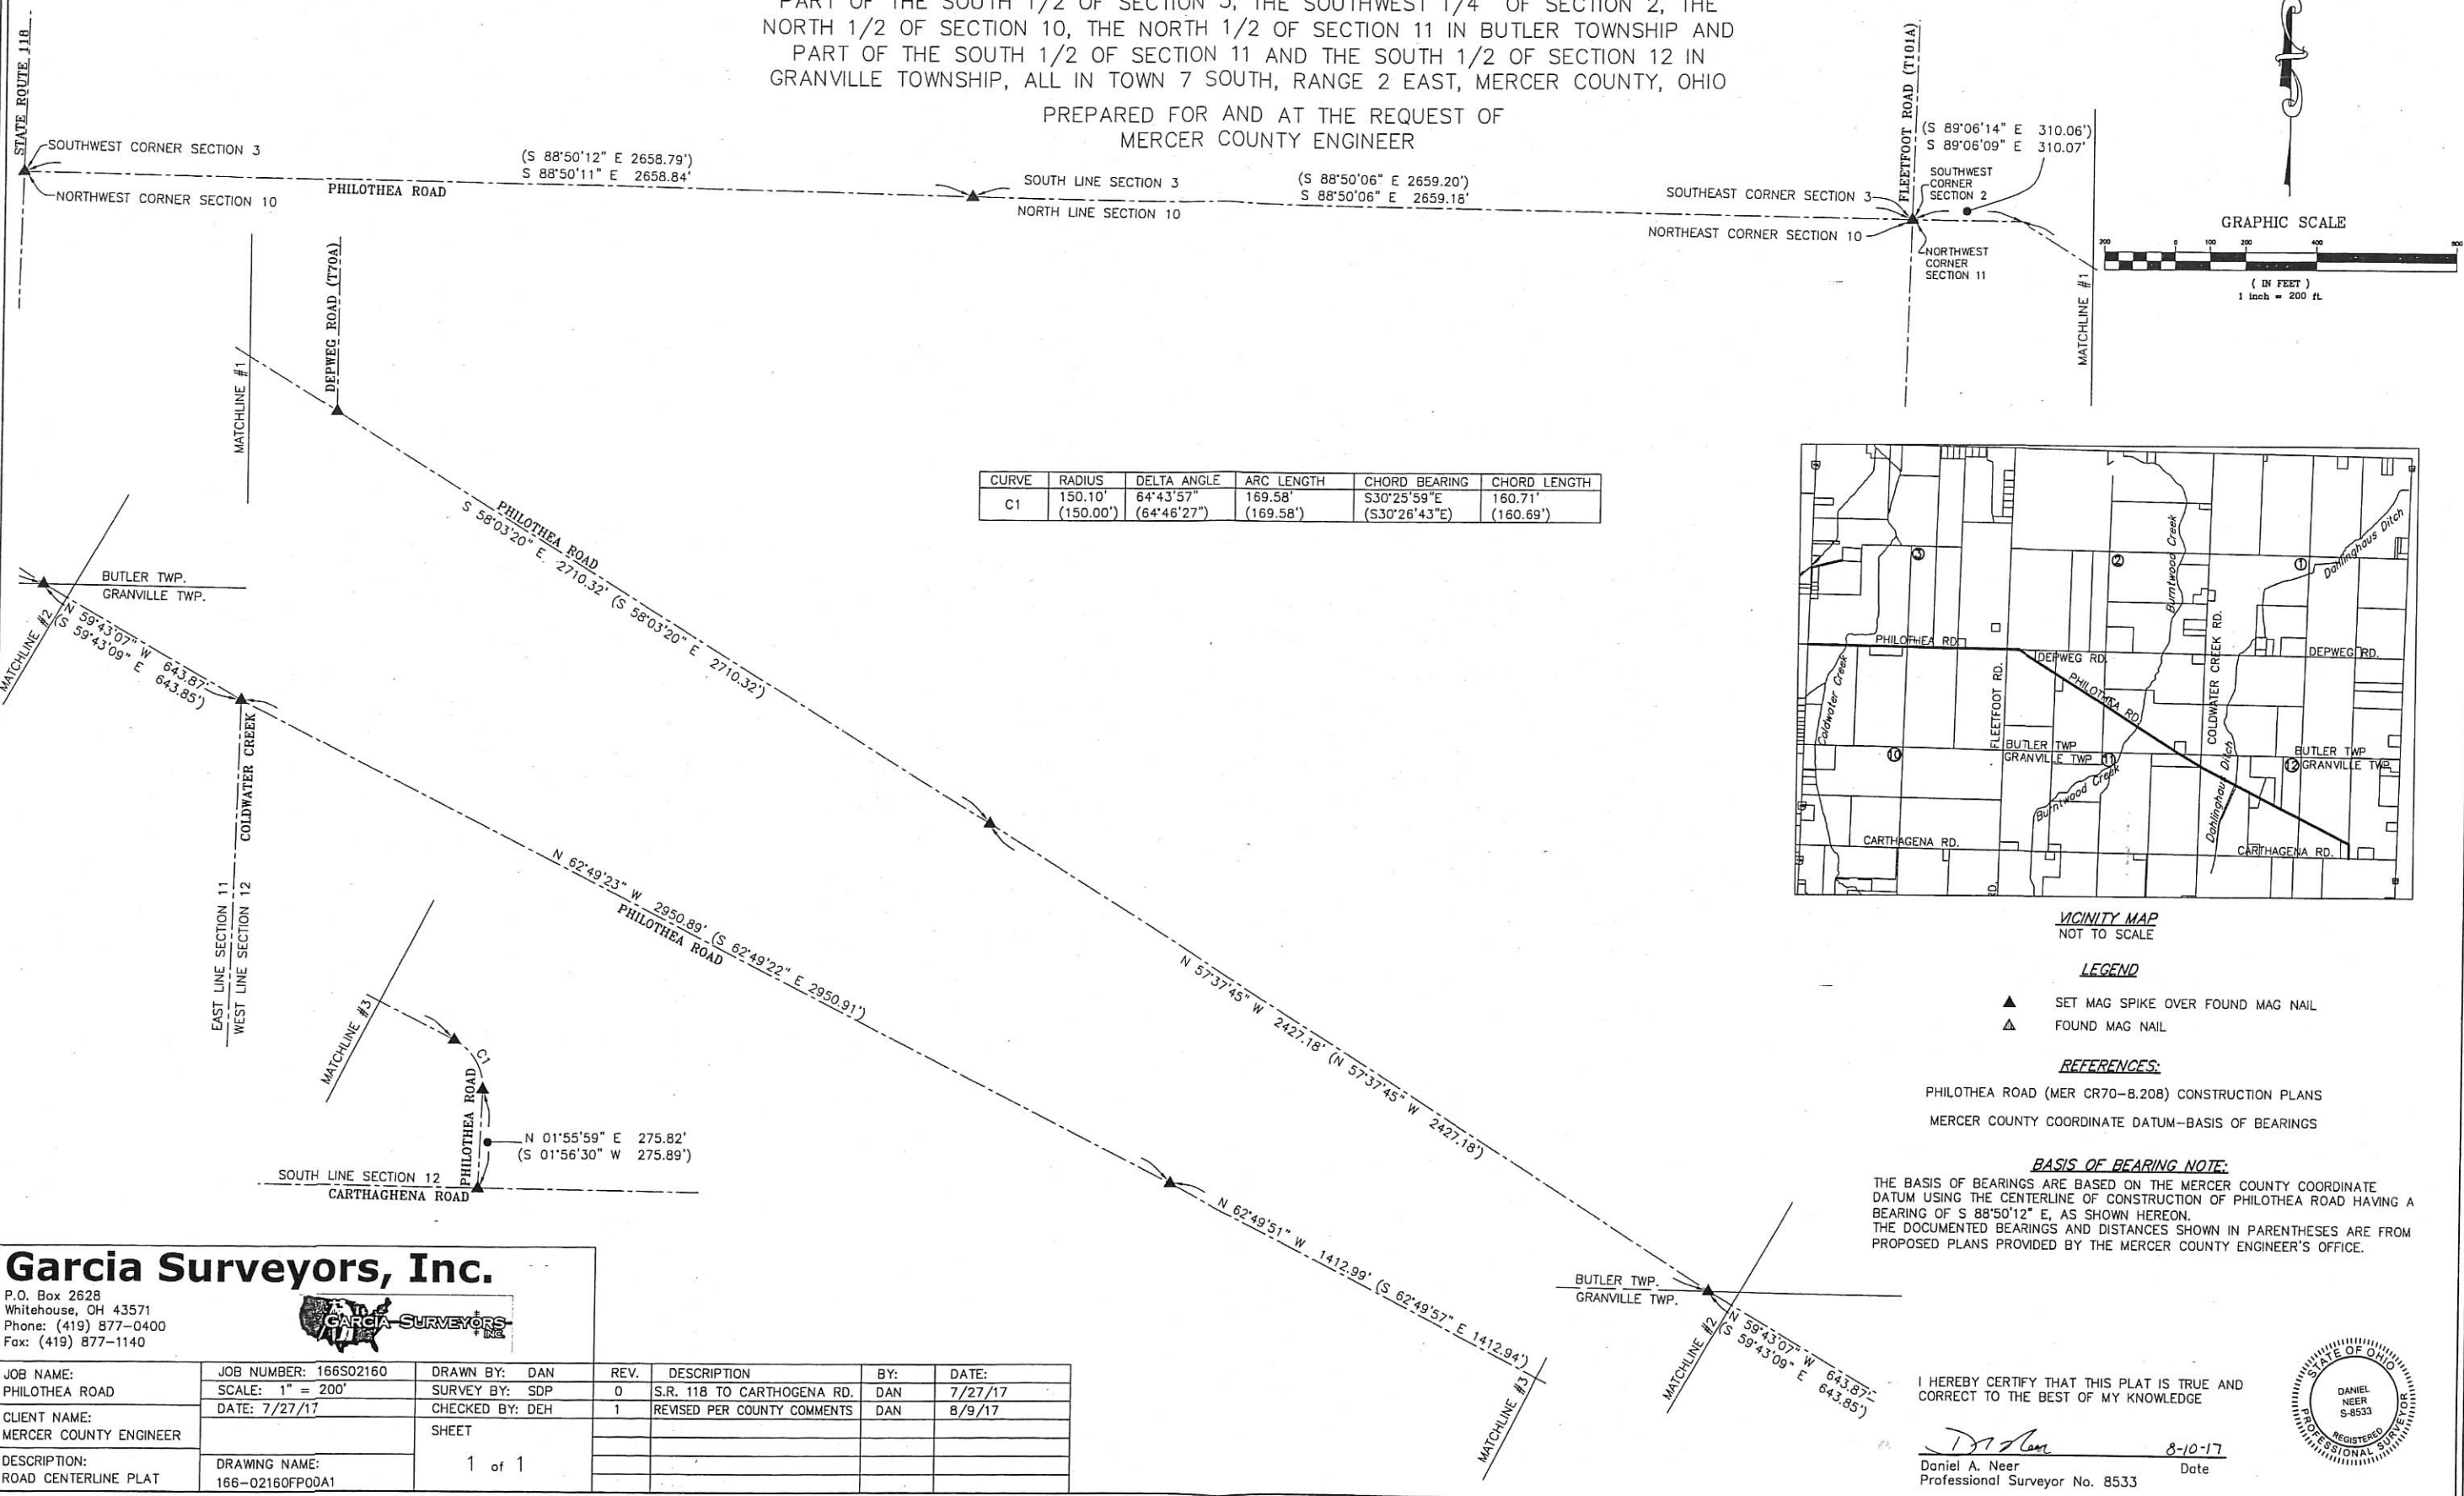 PART OF THE SOUTH 1/2 OF SECTION 3, THE SOUTHWEST 1/4 OF SECTION 2, THE
NORTH 1/2 OF SECTION 10, THE NORTH 1/2 OF SECTION 11 IN BUTLER TOWNSHIP AND
PART OF THE SOUTH 1/2 OF SECTION 11 AND THE SOUTH 1/2 OF SECTION 12 IN
GRANVILLE TOWNSHIP, ALL IN TOWN 7 SOUTH, RANGE 2 EAST, MERCER COUNTY, OHIO
PREPARED FOR AND AT THE REQUEST OF
MERCER COUNTY ENGINEER
STATE ROUTE 118
SOUTHWEST CORNER SECTION 3
NORTHWEST CORNER SECTION 10
(S 88°50'12" E 2658.79')
S 88°50'11" E 2658.84'
PHILOTHEA ROAD
SOUTH LINE SECTION 3
NORTH LINE SECTION 10
(S 88°50'06" E 2659.20')
S 88°50'06" E 2659.18'
SOUTHEAST CORNER SECTION 3
NORTHEAST CORNER SECTION 10
FLEETFOOT ROAD (T101A)
(S 89°06'14" E 310.06')
S 89°06'09" E 310.07'
SOUTHWEST
CORNER
SECTION 2
NORTHWEST
CORNER
SECTION 11
MATCHLINE #1
GRAPHIC SCALE
200 0 100 200 400 800
( IN FEET )
1 inch = 200 ft.
MATCHLINE #1
DEPWEG ROAD (T70A)
PHILOTHEA ROAD
S 58°03'20" E 2710.32' (S 58°03'20" E 2710.32')
CURVE RADIUS DELTA ANGLE ARC LENGTH CHORD BEARING CHORD LENGTH
C1 150.10' 64°43'57" 169.58' S30°25'59"E 160.71'
(150.00') (64°46'27") (169.58') (S30°26'43"E) (160.69')
BUTLER TWP.
GRANVILLE TWP.
MATCHLINE #2
N 59°43'07" W 643.87'
(S 59°43'09" E 643.85')
COLDWATER CREEK
EAST LINE SECTION 11
WEST LINE SECTION 12
N 62°49'23" W 2950.89' (S 62°49'22" E 2950.91')
PHILOTHEA ROAD
N 57°37'45" W 2427.18' (N 57°37'45" W 2427.18')
MATCHLINE #3
C1
PHILOTHEA ROAD
N 01°55'59" E 275.82'
(S 01°56'30" W 275.89')
SOUTH LINE SECTION 12
CARTHAGHENA ROAD
N 62°49'51" W 1412.99' (S 62°49'57" E 1412.94')
MATCHLINE #3
BUTLER TWP.
GRANVILLE TWP.
MATCHLINE #2
N 59°43'07" W 643.87'
(S 59°43'09" E 643.85')
3
2
1
Burntwood Creek
Dahlinghaus Ditch
COLDWATER CREEK RD.
PHILOTHEA RD.
DEPWEG RD.
DEPWEG RD.
Coldwater Creek
FLEETFOOT RD.
PHILOTHEA RD
10
BUTLER TWP
GRANVILLE TWP
11
Burntwood Creek
Dahlinghaus Ditch
12
BUTLER TWP
GRANVILLE TWP
CARTHAGENA RD.
CARTHAGENA RD.
RD.
VICINITY MAP
NOT TO SCALE
LEGEND
SET MAG SPIKE OVER FOUND MAG NAIL
FOUND MAG NAIL
REFERENCES:
PHILOTHEA ROAD (MER CR70-8.208) CONSTRUCTION PLANS
MERCER COUNTY COORDINATE DATUM-BASIS OF BEARINGS
BASIS OF BEARING NOTE:
THE BASIS OF BEARINGS ARE BASED ON THE MERCER COUNTY COORDINATE
DATUM USING THE CENTERLINE OF CONSTRUCTION OF PHILOTHEA ROAD HAVING A
BEARING OF S 88°50'12" E, AS SHOWN HEREON.
THE DOCUMENTED BEARINGS AND DISTANCES SHOWN IN PARENTHESES ARE FROM
PROPOSED PLANS PROVIDED BY THE MERCER COUNTY ENGINEER'S OFFICE.
I HEREBY CERTIFY THAT THIS PLAT IS TRUE AND
CORRECT TO THE BEST OF MY KNOWLEDGE
8-10-17
Daniel A. Neer Date
Professional Surveyor No. 8533
STATE OF OHIO
DANIEL
NEER
S-8533
REGISTERED
PROFESSIONAL SURVEYOR
Garcia Surveyors, Inc.
P.O. Box 2628
Whitehouse, OH 43571
Phone: (419) 877-0400
Fax: (419) 877-1140
GARCIA SURVEYORS INC.
JOB NAME: JOB NUMBER: 166S02160 DRAWN BY: DAN REV. DESCRIPTION BY: DATE:
PHILOTHEA ROAD SCALE: 1" = 200' SURVEY BY: SDP 0 S.R. 118 TO CARTHOGENA RD. DAN 7/27/17
DATE: 7/27/17 CHECKED BY: DEH 1 REVISED PER COUNTY COMMENTS DAN 8/9/17
CLIENT NAME:
MERCER COUNTY ENGINEER
SHEET
1 of 1
DESCRIPTION:
ROAD CENTERLINE PLAT
DRAWING NAME:
166-02160FP00A1